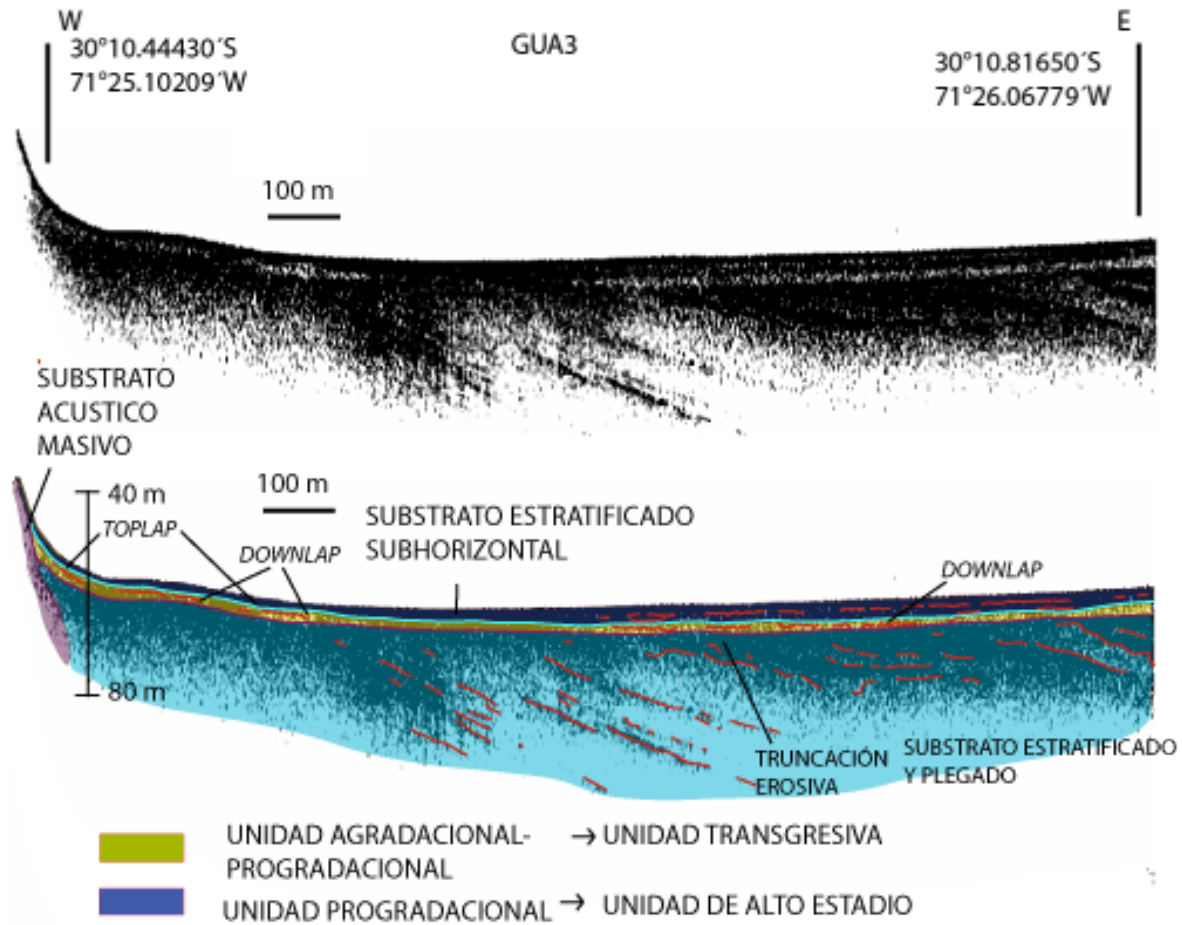 W
30°10.44430´S
71°25.10209´W
GUA3
E
30°10.81650´S
71°26.06779´W
100 m
SUBSTRATO
ACUSTICO
MASIVO
40 m
100 m
TOPLAP
DOWNLAP
SUBSTRATO ESTRATIFICADO
SUBHORIZONTAL
DOWNLAP
80 m
TRUNCACIÓN
EROSIVA
SUBSTRATO ESTRATIFICADO
Y PLEGADO
UNIDAD AGRADACIONAL-
PROGRADACIONAL
→ UNIDAD TRANSGRESIVA
UNIDAD PROGRADACIONAL → UNIDAD DE ALTO ESTADIO